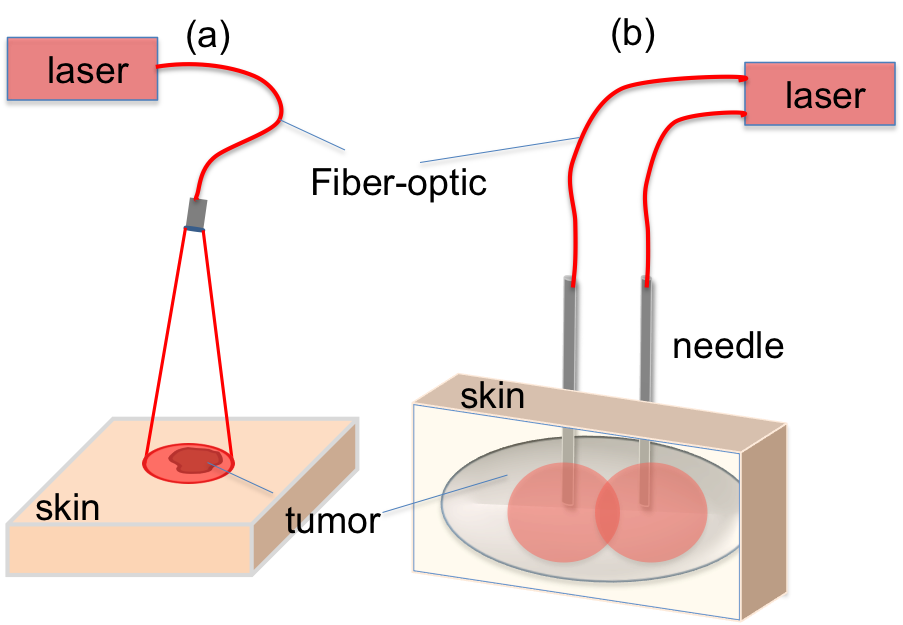 (a)
(b)
laser
laser
Fiber-optic
needle
skin
skin
tumor